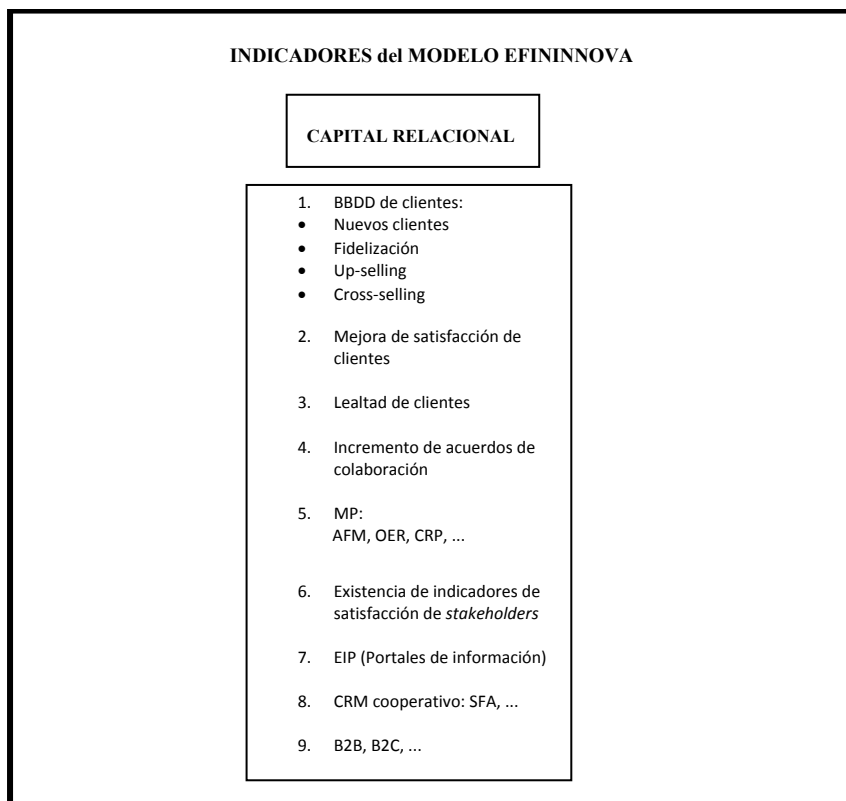 INDICADORES del MODELO EFININNOVA
CAPITAL RELACIONAL
1. BBDD de clientes:
• Nuevos clientes
• Fidelización
• Up-selling
• Cross-selling
2. Mejora de satisfacción de
clientes
3. Lealtad de clientes
4. Incremento de acuerdos de
colaboración
5. MP:
AFM, OER, CRP, ...
6. Existencia de indicadores de
satisfacción de stakeholders
7. EIP (Portales de información)
8. CRM cooperativo: SFA, ...
9. B2B, B2C, ...